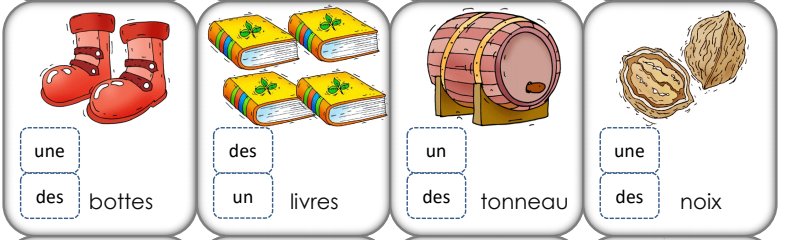 une
des bottes
des
un livres
un
des tonneau
une
des noix